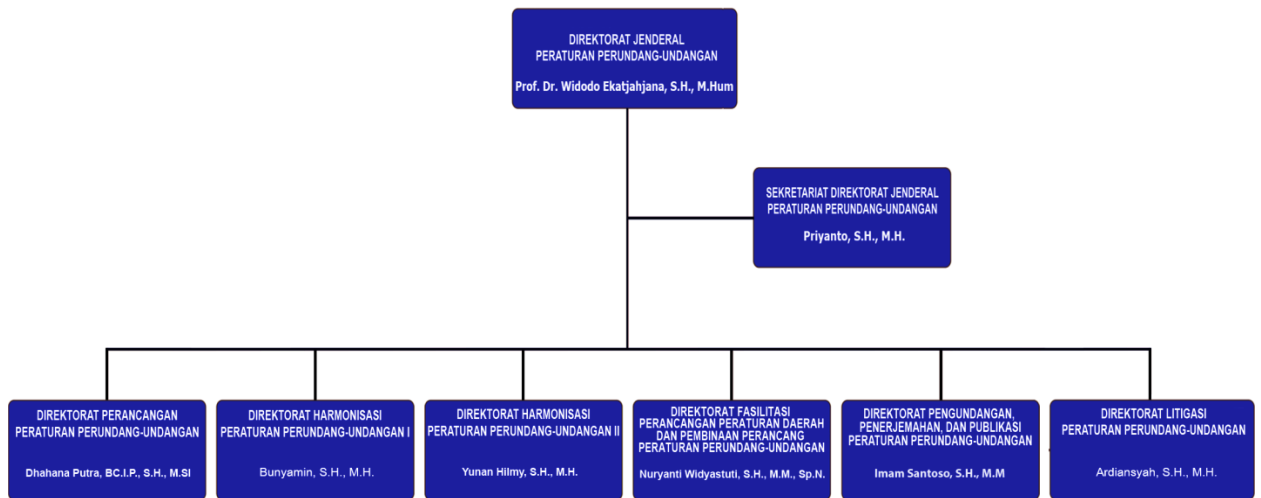 DIREKTORAT JENDERAL
PERATURAN PERUNDANG-UNDANGAN
Prof. Dr. Widodo Ekatjahjana, S.H., M.Hum
SEKRETARIAT DIREKTORAT JENDERAL
PERATURAN PERUNDANG-UNDANGAN
Priyanto, S.H., M.H.
DIREKTORAT PERANCANGAN
PERATURAN PERUNDANG-UNDANGAN
Dhahana Putra, BC.I.P., S.H., M.SI
DIREKTORAT HARMONISASI
PERATURAN PERUNDANG-UNDANGAN I
Bunyamin, S.H., M.H.
DIREKTORAT HARMONISASI
PERATURAN PERUNDANG-UNDANGAN II
Yunan Hilmy, S.H., M.H.
DIREKTORAT FASILITASI
PERANCANGAN PERATURAN DAERAH
DAN PEMBINAAN PERANCANG
PERATURAN PERUNDANG-UNDANGAN
Nuryanti Widyastuti, S.H., M.M., Sp.N.
DIREKTORAT PENGUNDANGAN,
PENERJEMAHAN, DAN PUBLIKASI
PERATURAN PERUNDANG-UNDANGAN
Imam Santoso, S.H., M.M
DIREKTORAT LITIGASI
PERATURAN PERUNDANG-UNDANGAN
Ardiansyah, S.H., M.H.